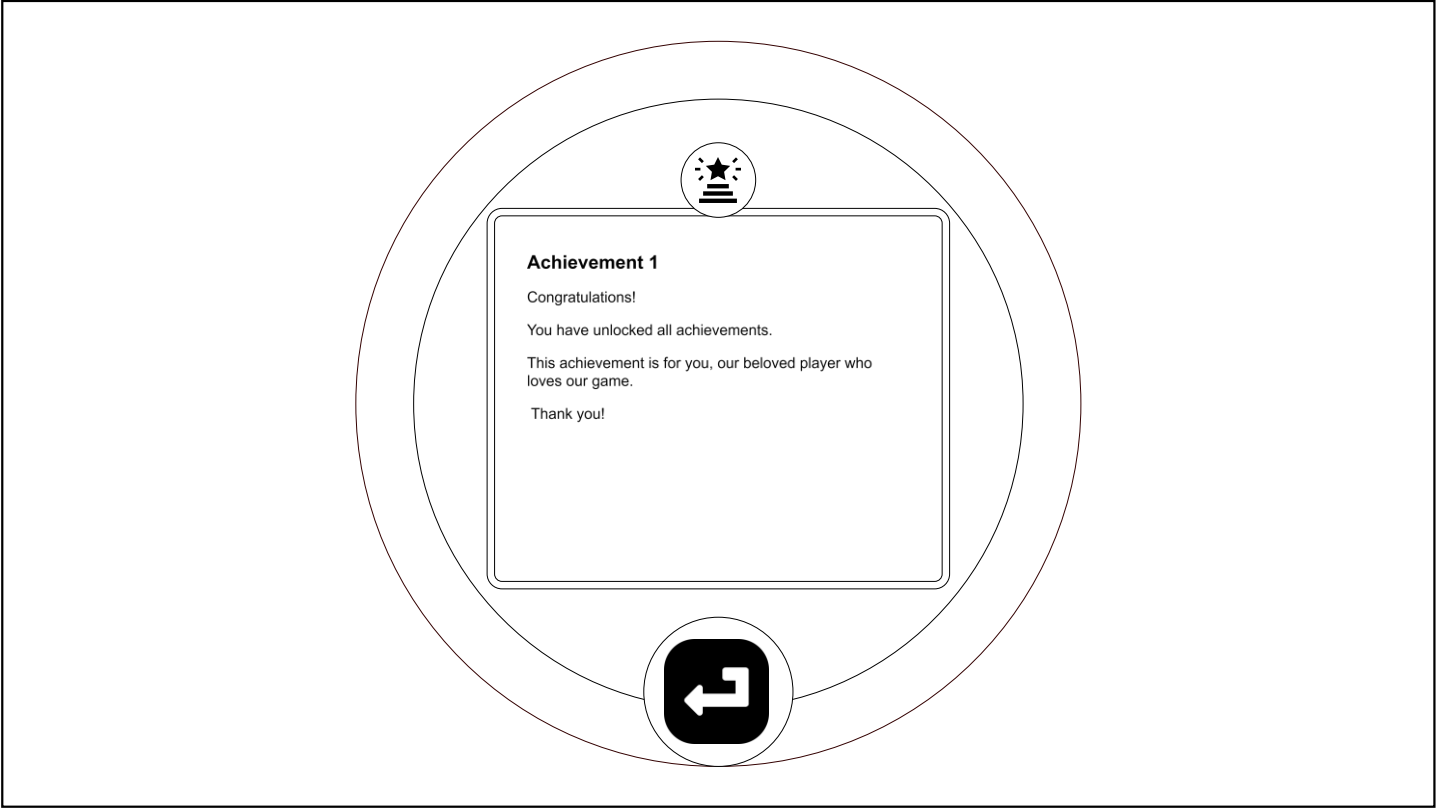 Achievement 1
Congratulations!
You have unlocked all achievements.
This achievement is for you, our beloved player who
loves our game.
Thank you!